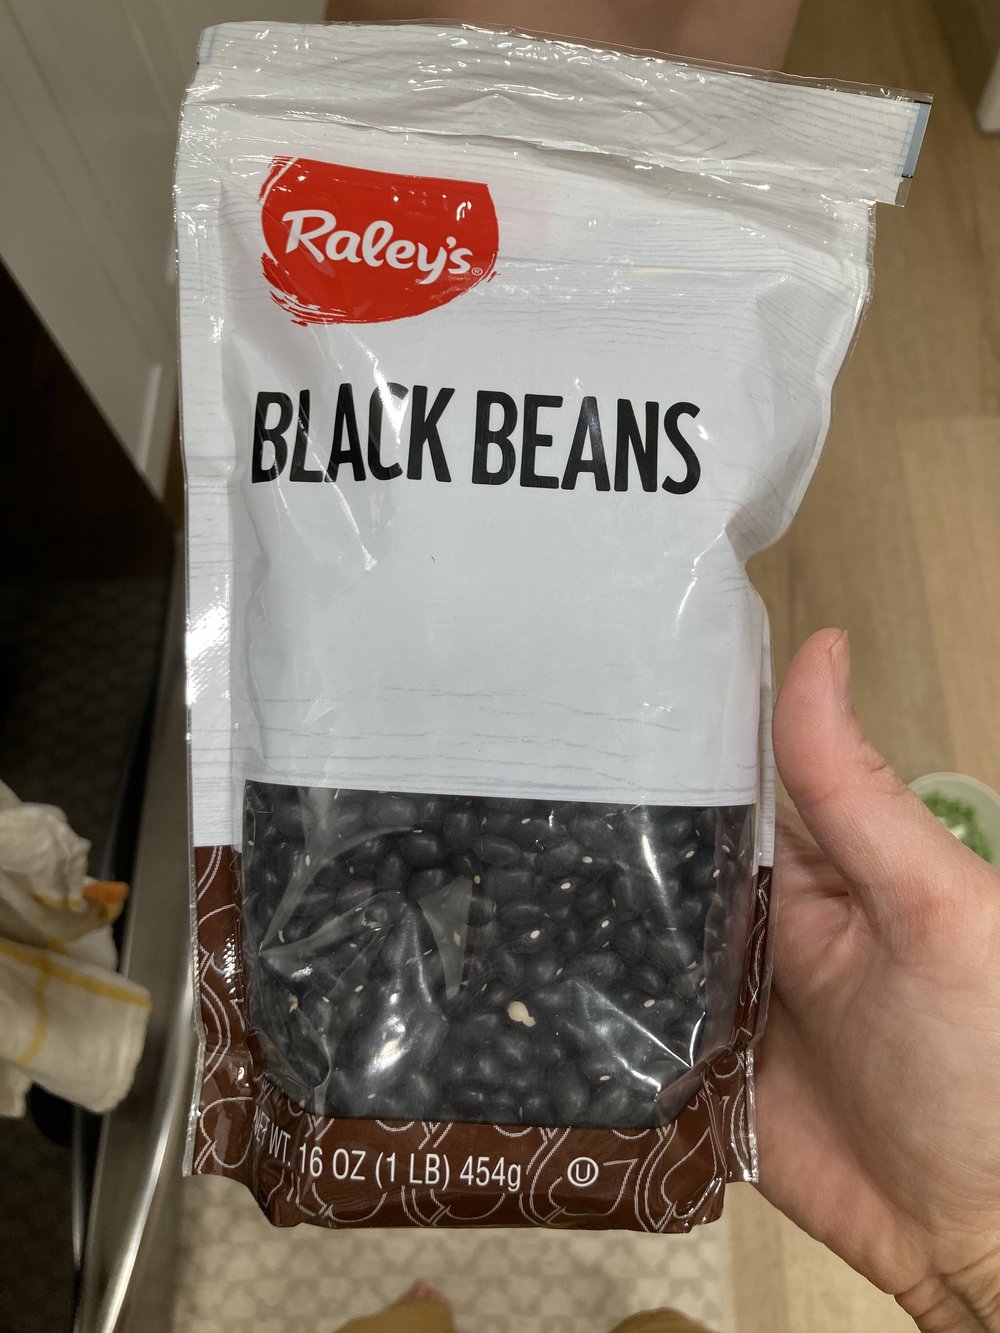 Raley's®
BLACK BEANS
NET WT. 16 OZ (1 LB) 454g U